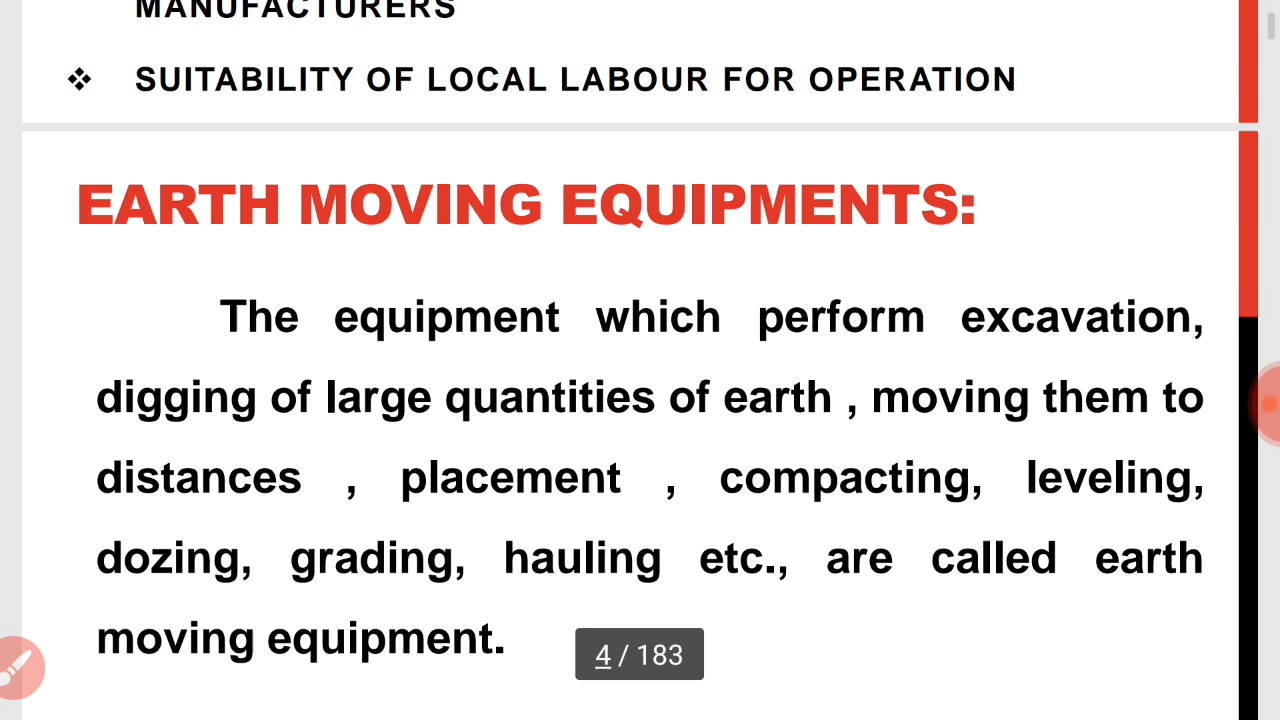 MANUFACTURERS
❖ SUITABILITY OF LOCAL LABOUR FOR OPERATION
EARTH MOVING EQUIPMENTS:
The equipment which perform excavation,
digging of large quantities of earth , moving them to
distances , placement , compacting, leveling,
dozing, grading, hauling etc., are called earth
moving equipment.
4 / 183